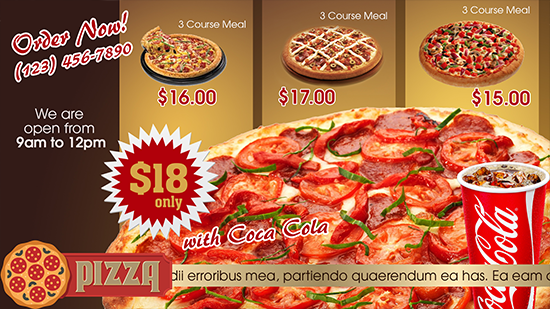 Order Now!
(123) 456-7890
We are
open from
9am to 12pm
3 Course Meal
$16.00
3 Course Meal
$17.00
3 Course Meal
$15.00
$18
only
with Coca Cola
Coca-Cola
PIZZA
dii erroribus mea, partiendo quaerendum ea has. Ea eam